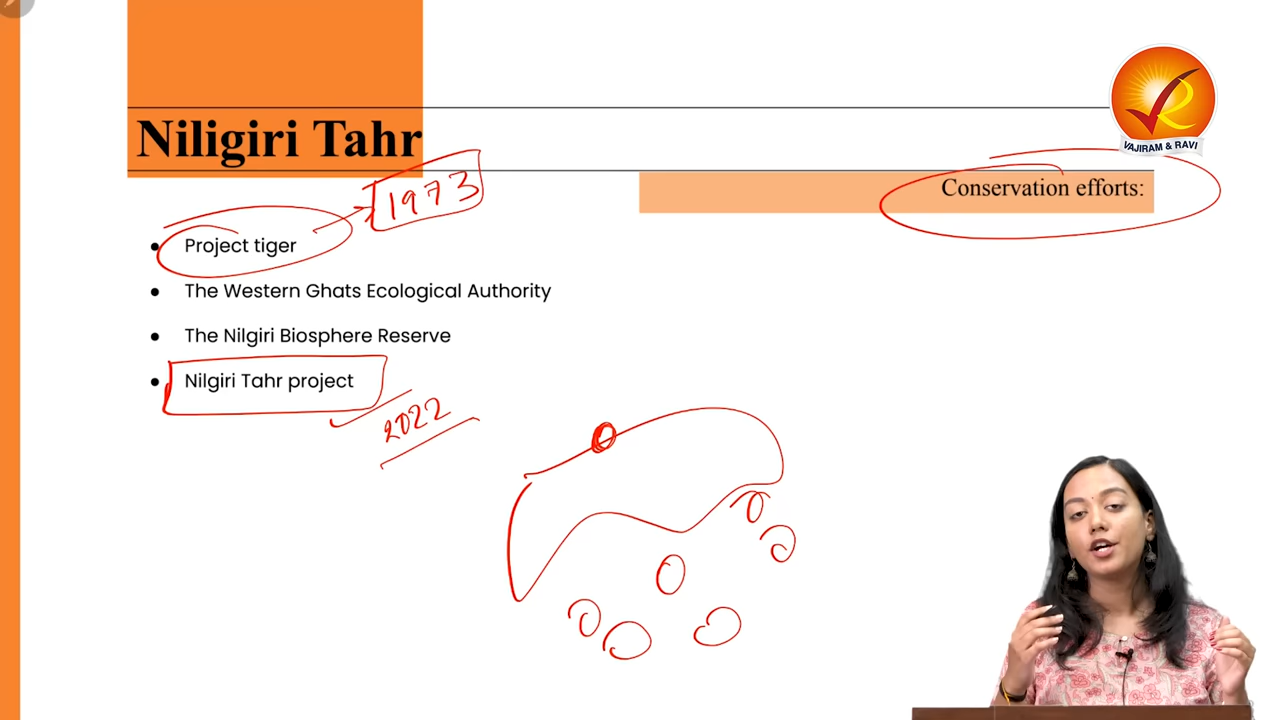 VAJIRAM & RAVI
Niligiri Tahr
Conservation efforts:
1973
Project tiger
The Western Ghats Ecological Authority
The Nilgiri Biosphere Reserve
Nilgiri Tahr project
2022